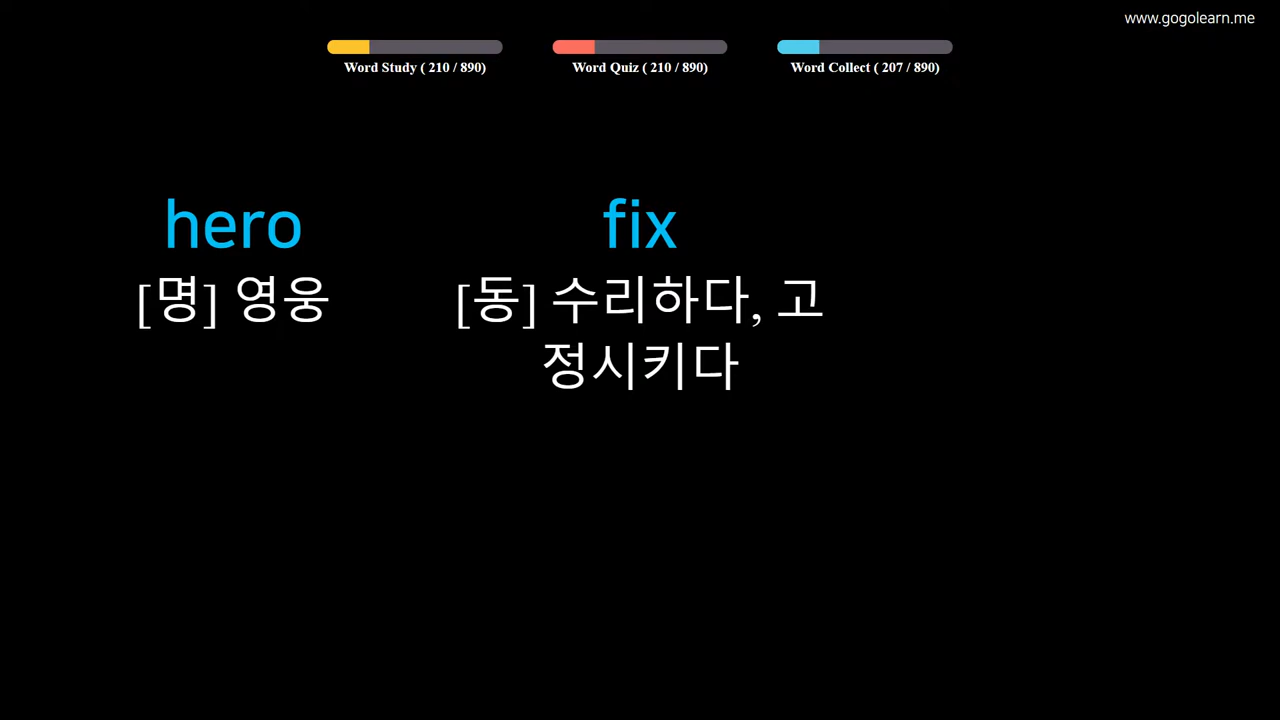 www.gogolearn.me
Word Study ( 210 / 890)
Word Quiz ( 210 / 890)
Word Collect ( 207 / 890)
hero
[명] 영웅
fix
[동] 수리하다, 고
정시키다